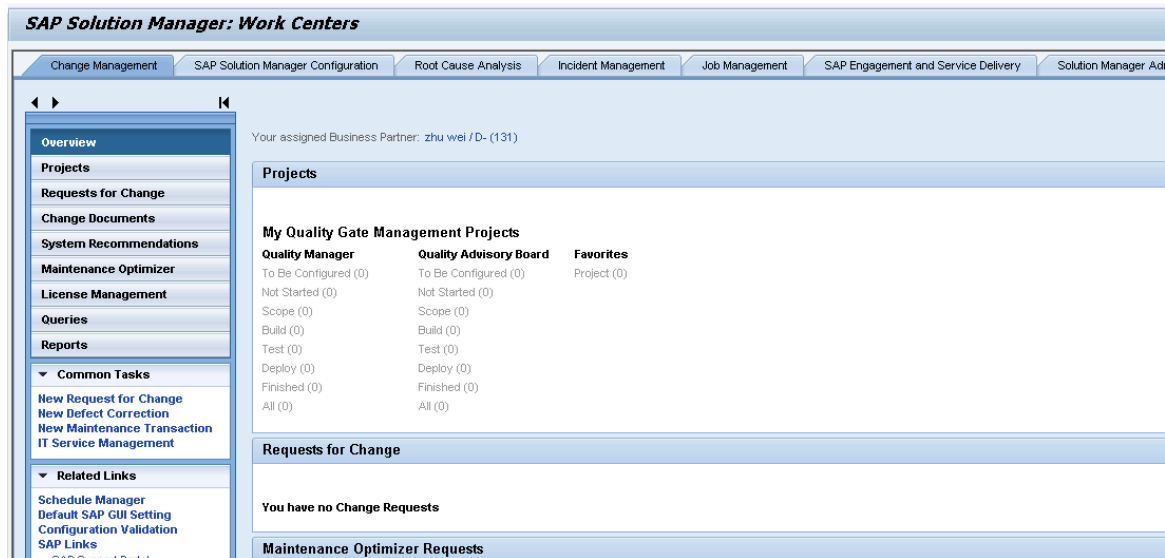 SAP Solution Manager: Work Centers
Change Management SAP Solution Manager Configuration Root Cause Analysis Incident Management Job Management SAP Engagement and Service Delivery Solution Manager
Overview
Projects
Requests for Change
Change Documents
System Recommendations
Maintenance Optimizer
License Management
Queries
Reports
Common Tasks
New Request for Change
New Defect Correction
New Maintenance Transaction
IT Service Management
Related Links
Schedule Manager
Default SAP GUI Setting
Configuration Validation
SAP Links
Your assigned Business Partner: zhu wei / D- (131)
Projects
My Quality Gate Management Projects
Quality Manager Quality Advisory Board Favorites
To Be Configured (0) To Be Configured (0) Project (0)
Not Started (0) Not Started (0)
Scope (0) Scope (0)
Build (0) Build (0)
Test (0) Test (0)
Deploy (0) Deploy (0)
Finished (0) Finished (0)
All (0) All (0)
Requests for Change
You have no Change Requests
Maintenance Optimizer Requests